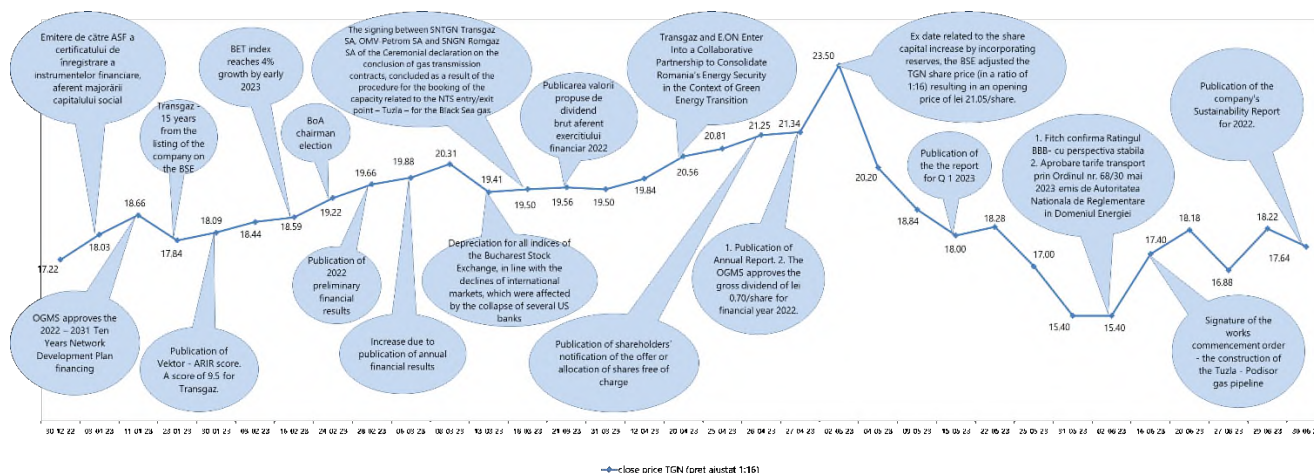 Emitere de către ASF a
certificatului de
înregistrare a
instrumentelor financiare,
aferent majorării
capitalului social
Transgaz -
15 years
from the
listing of the
company on
the BSE
BET index
reaches 4%
growth by early
2023
BoA
chairman
election
The signing between SNTGN Transgaz
SA, OMV Petrom SA and SNGN Romgaz
SA of the Ceremonial declaration on the
conclusion of gas transmission
contracts, concluded as a result of the
procedure for the booking of the
capacity related to the NTS entry/exit
point – Tuzla – for the Black Sea gas
Publicarea valorii
propuse de
dividend
brut aferent
exercitiului
financiar 2022
Transgaz and E.ON Enter
Into a Collaborative
Partnership to Consolidate
Romania's Energy Security
in the Context of Green
Energy Transition
Ex date related to the share
capital increase by incorporating
reserves, the BSE adjusted the
TGN share price (in a ratio of
1:16) resulting in an opening
price of lei 21.05/share.
Publication of
the the report
for Q 1 2023
1. Fitch confirma Ratingul
BBB- cu perspectiva stabila
2. Aprobare tarife transport
prin Ordinul nr. 68/30 mai
2023 emis de Autoritatea
Nationala de Reglementare
in Domeniul Energiei
Publication of the
company's
Sustainability Report
for 2022.
17.22
18.03
18.66
17.84
18.09
18.44
18.59
19.22
19.66
19.88
20.31
19.41
19.50
19.56
19.50
19.84
20.56
20.81
21.25
21.34
23.50
20.20
18.84
18.00
18.28
17.00
15.40
15.40
17.40
18.18
16.88
18.22
17.64
OGMS approves the
2022 – 2031 Ten
Years Network
Development Plan
financing
Publication of
Vektor - ARIR score.
A score of 9.5 for
Transgaz.
Publication of
2022
preliminary
financial
results
Increase due to
publication of annual
financial results
Depreciation for all indices of
the Bucharest Stock
Exchange, in line with the
declines of international
markets, which were affected
by the collapse of several US
banks
Publication of shareholders'
notification of the offer or
allocation of shares free of
charge
1. Publication of
Annual Report. 2. The
OGMS approves the
gross dividend of lei
0.70/share for
financial year 2022.
Signature of the
works
commencement order
- the construction of
the Tuzla - Podisor
gas pipeline
close price TGN (pret ajustat 1:16)